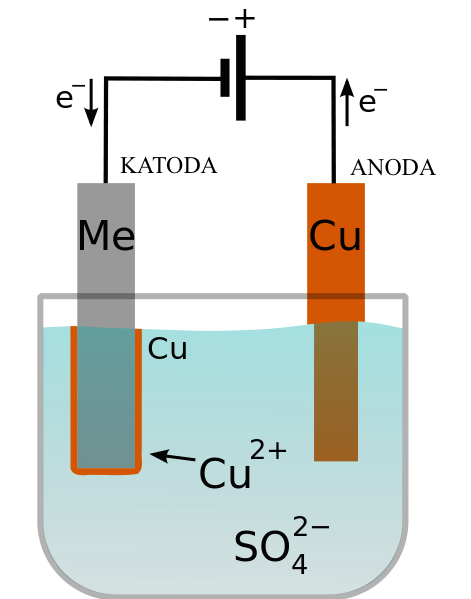 −+
e⁻
e⁻
KATODA
ANODA
Me
Cu
Cu
Cu²⁺
SO₄²⁻